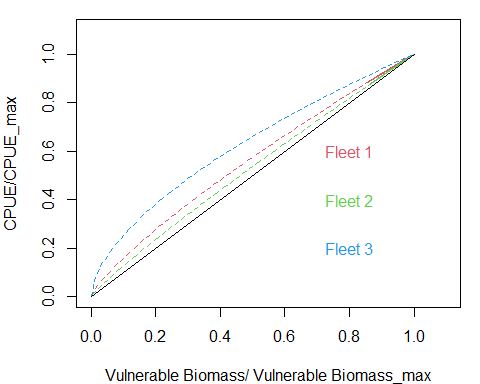 CPUE/CPUE_max
1.0
0.8
0.6
0.4
0.2
0.0
Fleet 1
Fleet 2
Fleet 3
0.0 0.2 0.4 0.6 0.8 1.0
Vulnerable Biomass/ Vulnerable Biomass_max